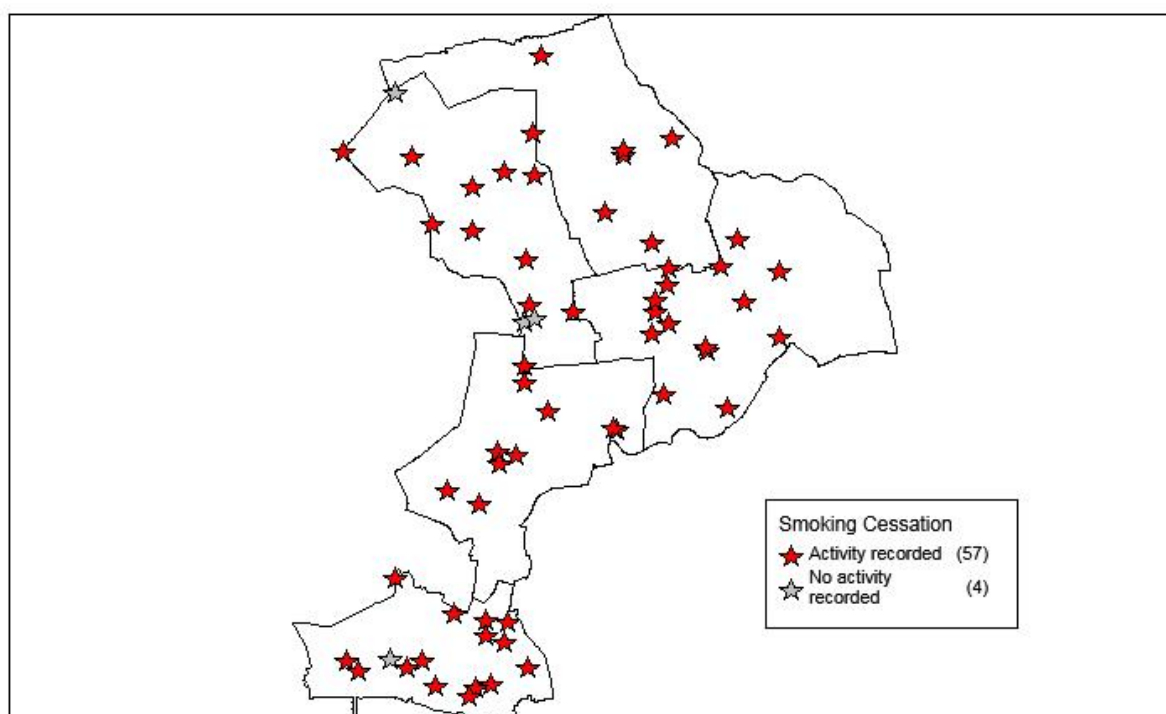 Smoking Cessation
Activity recorded (57)
No activity
recorded (4)